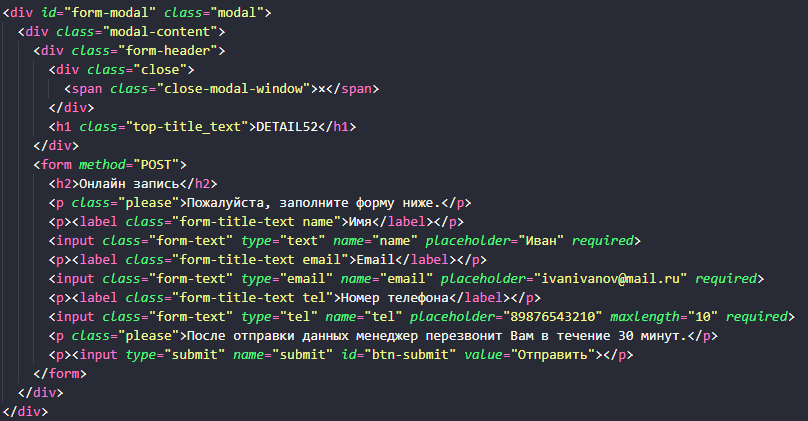 <div id="form-modal" class="modal">
<div class="modal-content">
<div class="form-header">
<div class="close">
<span class="close-modal-window">×</span>
</div>
<h1 class="top-title_text">DETAIL52</h1>
</div>
<form method="POST">
<h2>Онлайн запись</h2>
<p class="please">Пожалуйста, заполните форму ниже.</p>
<p><label class="form-title-text name">Имя</label></p>
<input class="form-text" type="text" name="name" placeholder="Иван" required>
<p><label class="form-title-text email">Email</label></p>
<input class="form-text" type="email" name="email" placeholder="ivanivanov@mail.ru" required>
<p><label class="form-title-text tel">Номер телефона</label></p>
<input class="form-text" type="tel" name="tel" placeholder="89876543210" maxlength="10" required>
<p class="please">После отправки данных менеджер перезвонит Вам в течение 30 минут.</p>
<p><input type="submit" name="submit" id="btn-submit" value="Отправить"></p>
</form>
</div>
</div>